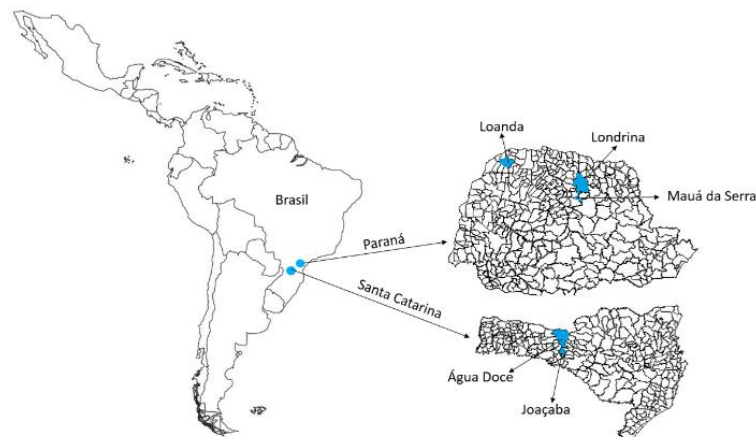 Loanda
Londrina
Mauá da Serra
Brasil
Paraná
Santa Catarina
Água Doce
Joaçaba